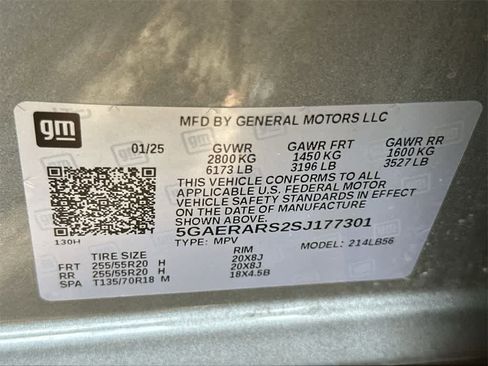 gm
MFD BY GENERAL MOTORS LLC
01/25 GVWR GAWR FRT GAWR RR
2800 KG 1450 KG 1600 KG
6173 LB 3196 LB 3527 LB
THIS VEHICLE CONFORMS TO ALL
APPLICABLE U.S. FEDERAL MOTOR
VEHICLE SAFETY STANDARDS IN EFFECT
ON THE DATE OF MANUFACTURE
5GAERARS2SJ177301
130H TYPE: MPV MODEL: 214LB56
TIRE SIZE RIM
FRT 255/55R20 H 20X8J
RR 255/55R20 H 20X8J
SPA T135/70R18 M 18X4.5B